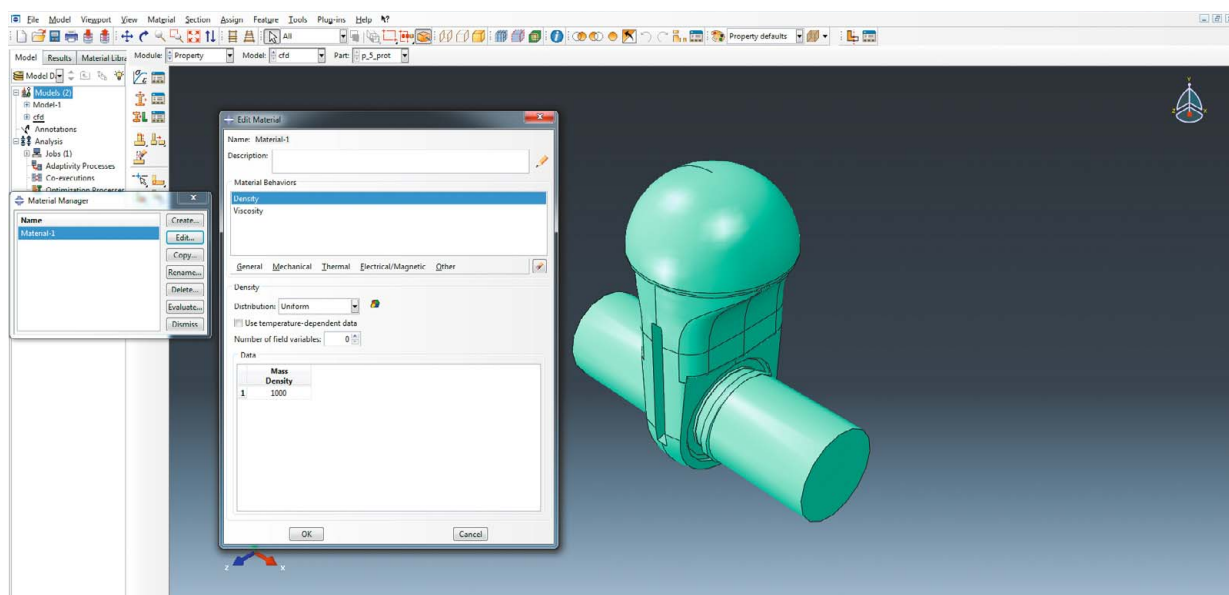 File Model Viewport View Material Section Assign Feature Tools Plug-ins Help
All
Property defaults
Model Results Material Libra Module: Property Model: cfd Part: p_5_prot
Model D
Models (2)
Model-1
cfd
Annotations
Analysis
Jobs (1)
Adaptivity Processes
Co-executions
Optimization Processes
Material Manager
Name
Material-1
Create...
Edit...
Copy...
Rename...
Delete...
Evaluate...
Dismiss
Edit Material
Name: Material-1
Description:
Material Behaviors
Density
Viscosity
General Mechanical Thermal Electrical/Magnetic Other
Density
Distribution: Uniform
Use temperature-dependent data
Number of field variables: 0
Data
Mass
Density
1 1000
OK Cancel
Y
Z X
Z X